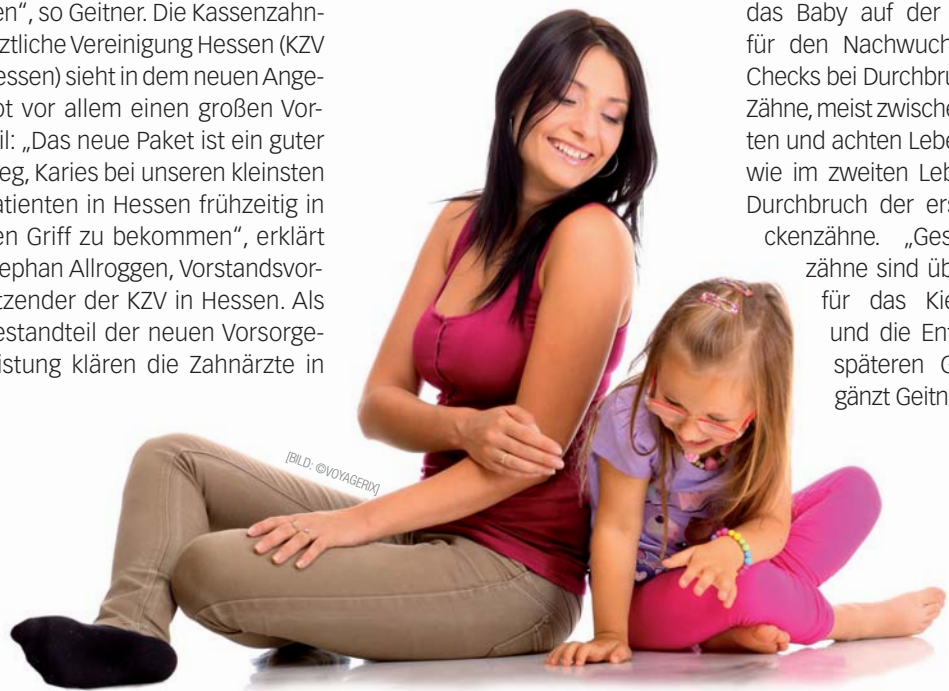 en“, so Geitner. Die Kassenzahn-
ztliche Vereinigung Hessen (KZV
essen) sieht in dem neuen Ange-
ot vor allem einen großen Vor-
il: „Das neue Paket ist ein guter
eg, Karies bei unseren kleinsten
atienten in Hessen frühzeitig in
en Griff zu bekommen“, erklärt
ephan Allroggen, Vorstandsvor-
tzender der KZV in Hessen. Als
estandteil der neuen Vorsorge-
istung klären die Zahnärzte in
[BILD: ©VOYAGERIX]
das Baby auf der
für den Nachwuch
Checks bei Durchbru
Zähne, meist zwische
ten und achten Lebe
wie im zweiten Leb
Durchbruch der ers
ckenzähne. „Ges
zähne sind üb
für das Kie
und die Ent
späteren
gänzt Geitn